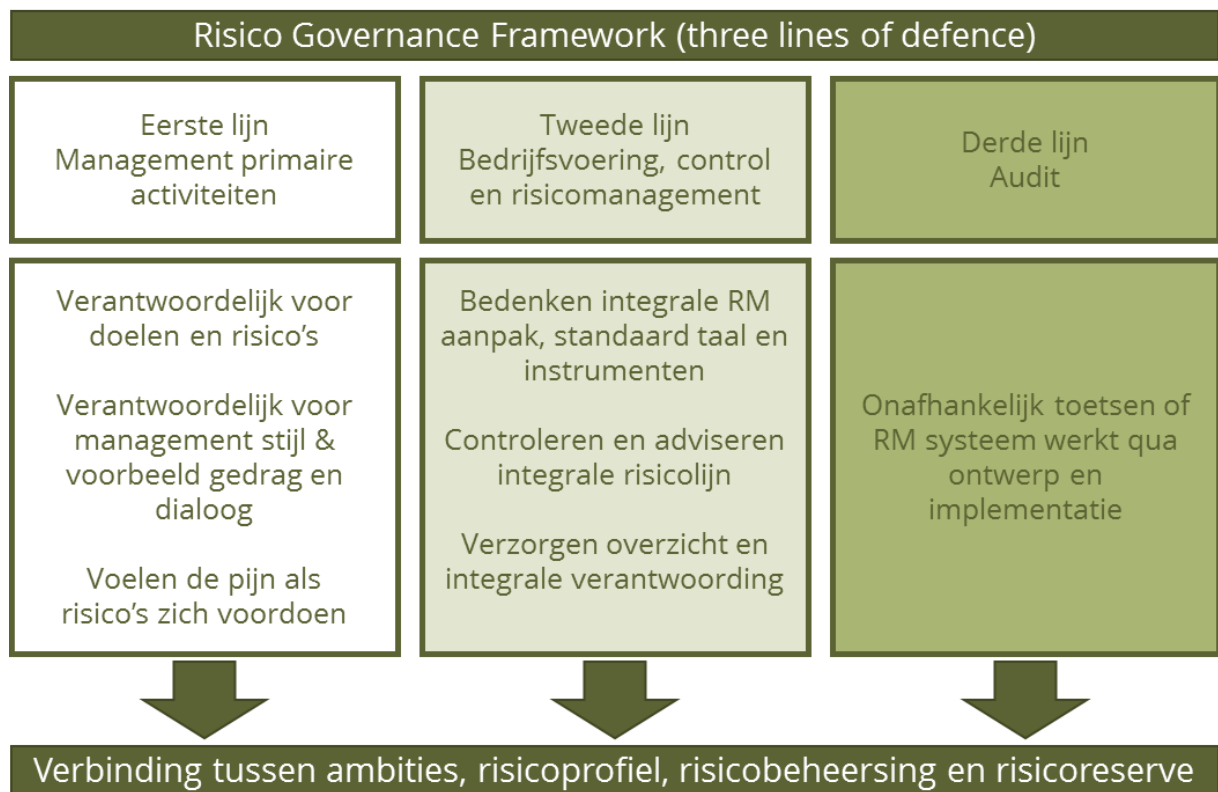 Risico Governance Framework (three lines of defence)
Eerste lijn
Management primaire
activiteiten
Tweede lijn
Bedrijfsvoering, control
en risicomanagement
Derde lijn
Audit
Verantwoordelijk voor
doelen en risico’s
Verantwoordelijk voor
management stijl &
voorbeeld gedrag en
dialoog
Voelen de pijn als
risico’s zich voordoen
Bedenken integrale RM
aanpak, standaard taal en
instrumenten
Controleren en adviseren
integrale risicolijn
Verzorgen overzicht en
integrale verantwoording
Onafhankelijk toetsen of
RM systeem werkt qua
ontwerp en
implementatie
Verbinding tussen ambities, risicoprofiel, risicobeheersing en risicoreserve